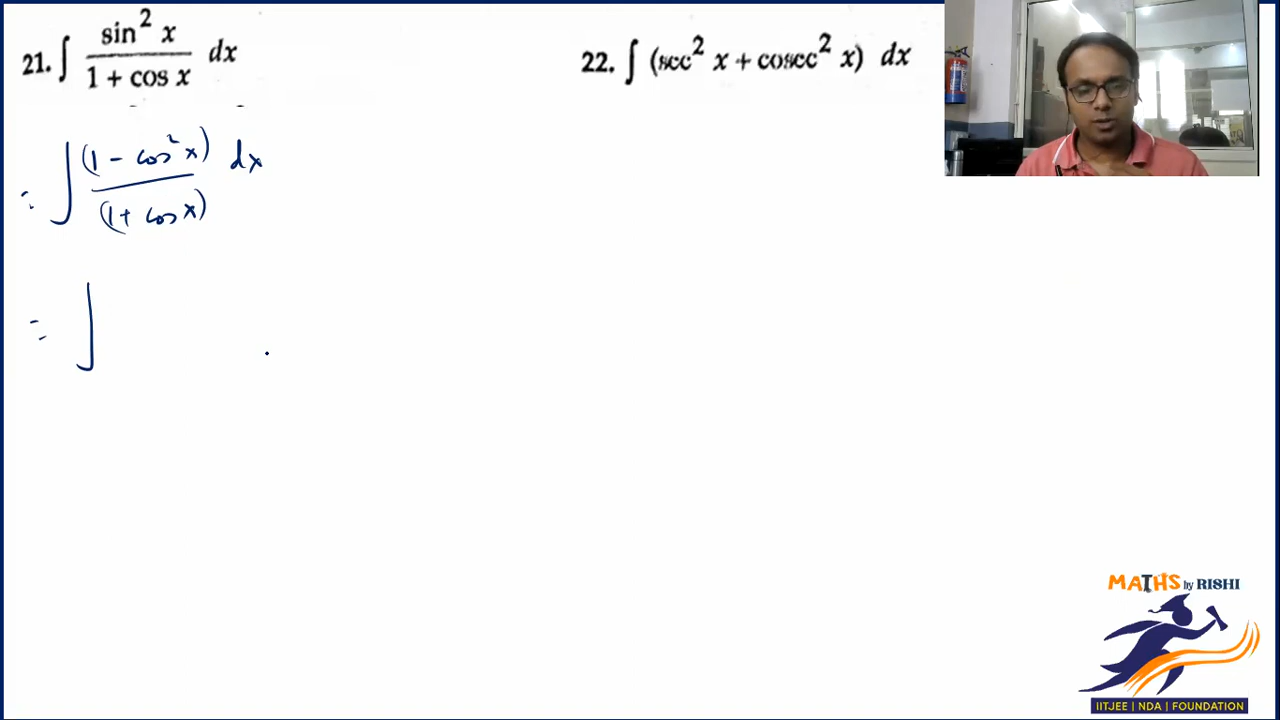 21. ∫ sin² x / 1 + cos x dx
22. ∫ (sec² x + cosec² x) dx
= ∫ (1 - cos² x) / (1 + cos x) dx
= ∫
MATHS by RISHI
IITJEE | NDA | FOUNDATION